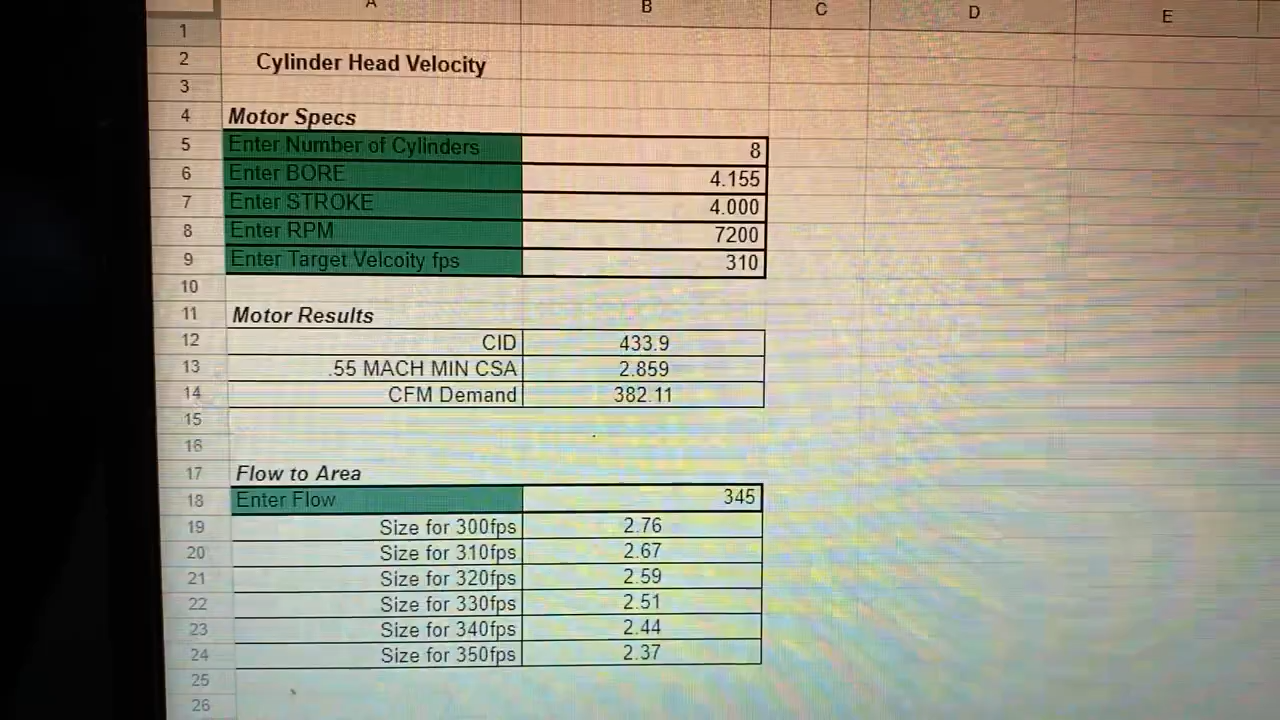 A B C D E
1
2 Cylinder Head Velocity
3
4 Motor Specs
5 Enter Number of Cylinders 8
6 Enter BORE 4.155
7 Enter STROKE 4.000
8 Enter RPM 7200
9 Enter Target Velcoity fps 310
10
11 Motor Results
12 CID 433.9
13 .55 MACH MIN CSA 2.859
14 CFM Demand 382.11
15
16
17 Flow to Area
18 Enter Flow 345
19 Size for 300fps 2.76
20 Size for 310fps 2.67
21 Size for 320fps 2.59
22 Size for 330fps 2.51
23 Size for 340fps 2.44
24 Size for 350fps 2.37
25
26